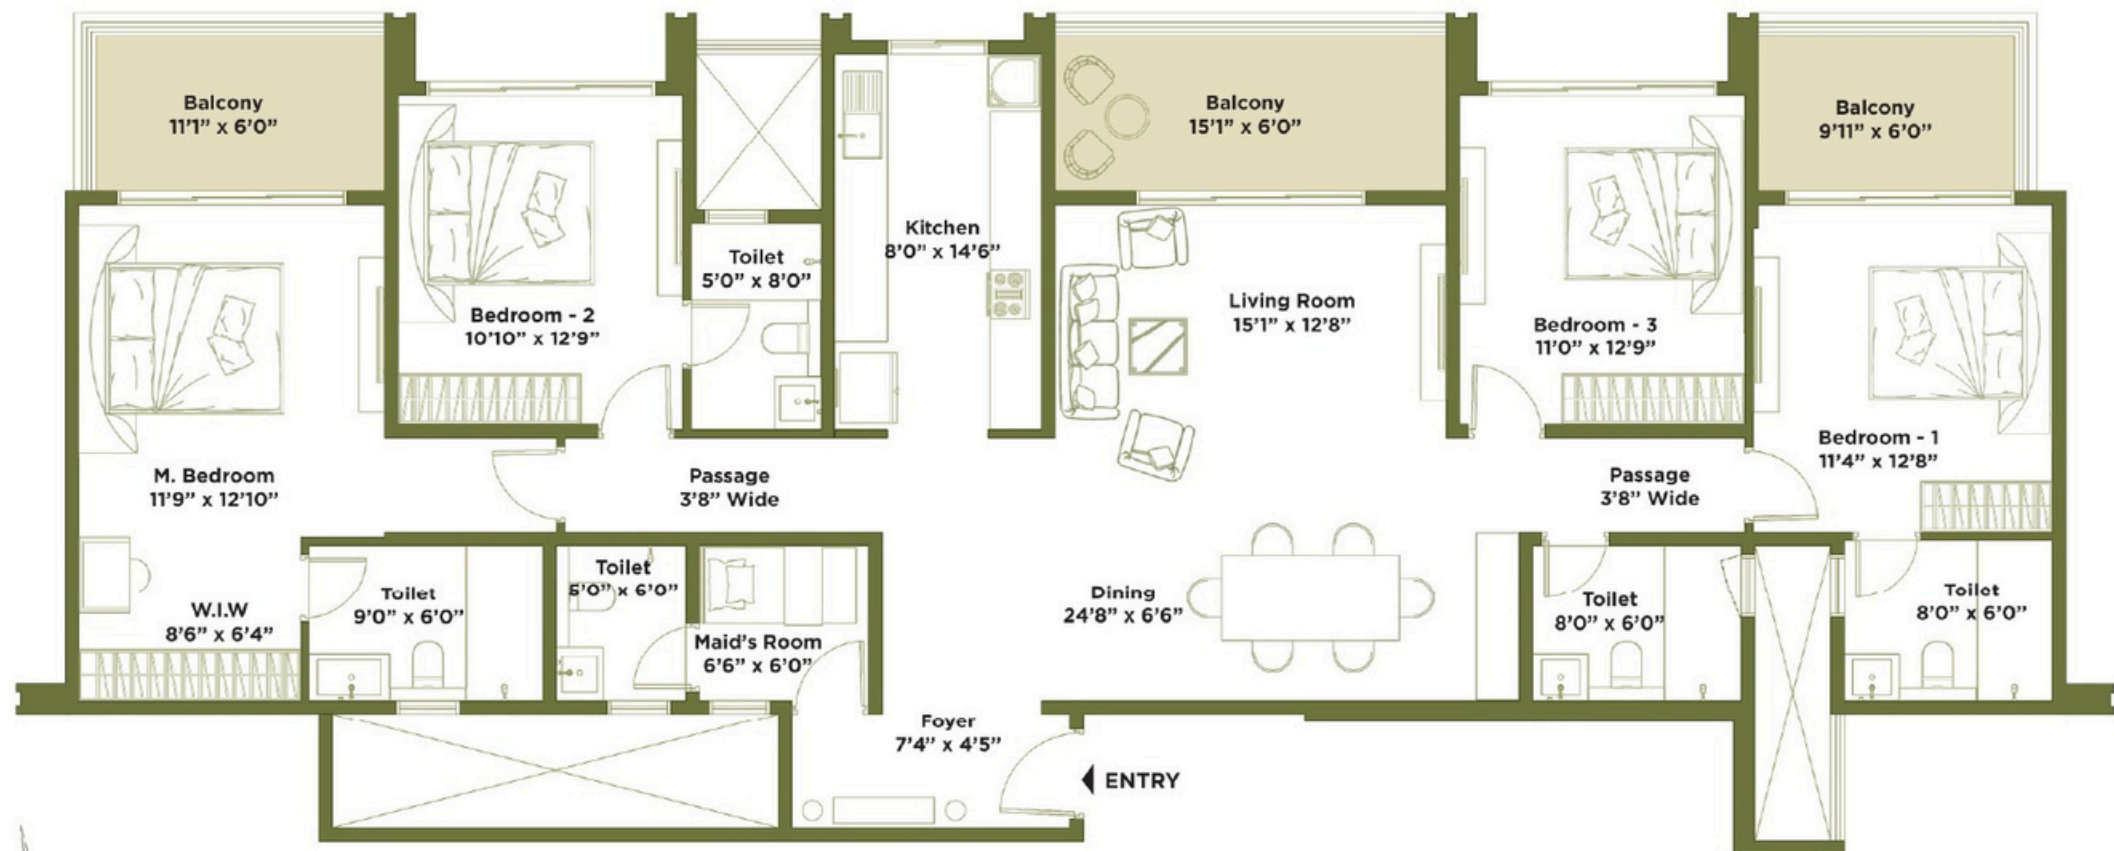 Balcony
11'1” x 6'0”
Balcony
15'1” x 6'0”
Balcony
9'11” x 6'0”
Kitchen
8'0” x 14'6”
Toilet
5'0” x 8'0”
Bedroom - 2
10'10” x 12'9”
Living Room
15'1” x 12'8”
Bedroom - 3
11'0” x 12'9”
Bedroom - 1
11'4” x 12'8”
M. Bedroom
11'9” x 12'10”
Passage
3'8” Wide
Passage
3'8” Wide
W.I.W
8'6” x 6'4”
Toilet
9'0” x 6'0”
Toilet
5'0” x 6'0”
Maid's Room
6'6” x 6'0”
Dining
24'8” x 6'6”
Toilet
8'0” x 6'0”
Toilet
8'0” x 6'0”
Foyer
7'4” x 4'5”
ENTRY